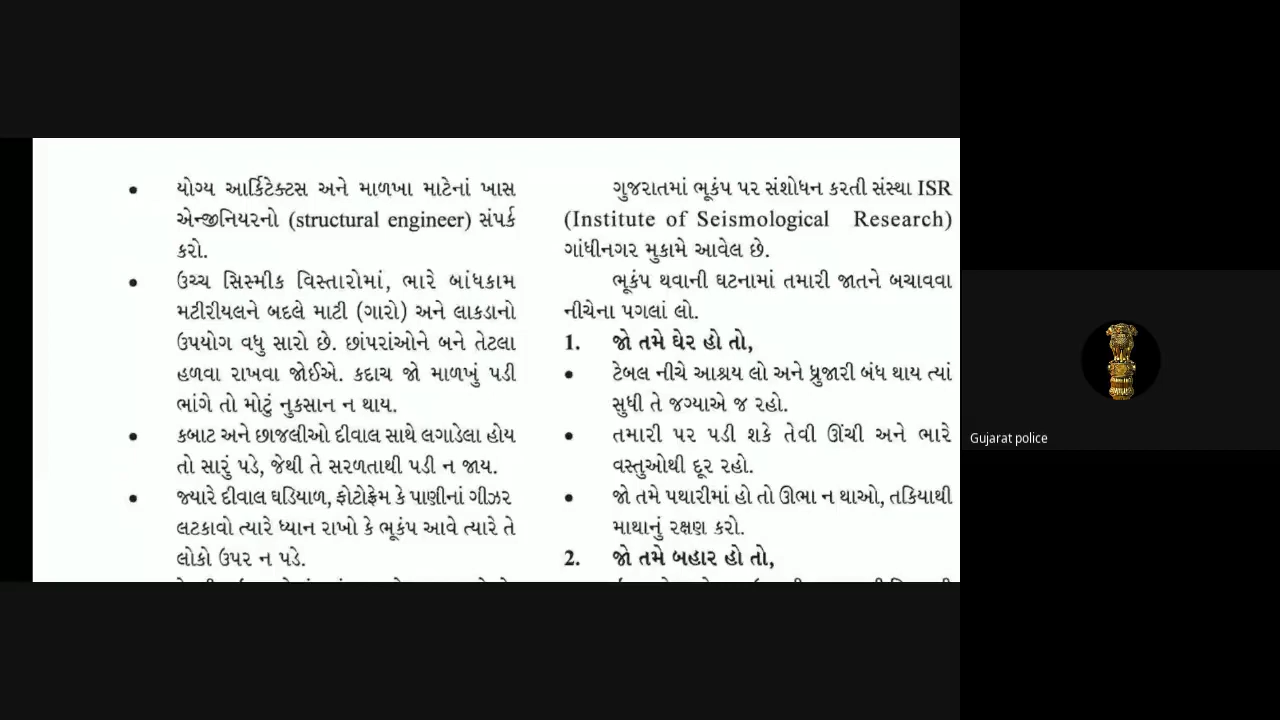 • યોગ્ય આર્કિટેક્ટસ અને માળખા માટેનાં ખાસ
એન્જીનિયરનો (structural engineer) સંપર્ક
કરો.
• ઉચ્ચ સિસ્મીક વિસ્તારોમાં, ભારે બાંધકામ
મટીરીયલને બદલે માટી (ગારો) અને લાકડાનો
ઉપયોગ વધુ સારો છે. છાંપરાંઓને બને તેટલા
હળવા રાખવા જોઈએ. કદાચ જો માળખું પડી
ભાંગે તો મોટું નુકસાન ન થાય.
• કબાટ અને છાજલીઓ દીવાલ સાથે લગાડેલા હોય
તો સારું પડે, જેથી તે સરળતાથી પડી ન જાય.
• જ્યારે દીવાલ ઘડિયાળ, ફોટોફ્રેમ કે પાણીનાં ગીઝર
લટકાવો ત્યારે ધ્યાન રાખો કે ભૂકંપ આવે ત્યારે તે
લોકો ઉપર ન પડે.
ગુજરાતમાં ભૂકંપ પર સંશોધન કરતી સંસ્થા ISR
(Institute of Seismological Research)
ગાંધીનગર મુકામે આવેલ છે.
ભૂકંપ થવાની ઘટનામાં તમારી જાતને બચાવવા
નીચેના પગલાં લો.
1. જો તમે ઘેર હો તો,
• ટેબલ નીચે આશ્રય લો અને ધ્રુજારી બંધ થાય ત્યાં
સુધી તે જગ્યાએ જ રહો.
• તમારી પર પડી શકે તેવી ઊંચી અને ભારે
વસ્તુઓથી દૂર રહો.
• જો તમે પથારીમાં હો તો ઊભા ન થાઓ, તકિયાથી
માથાનું રક્ષણ કરો.
2. જો તમે બહાર હો તો,
Gujarat police